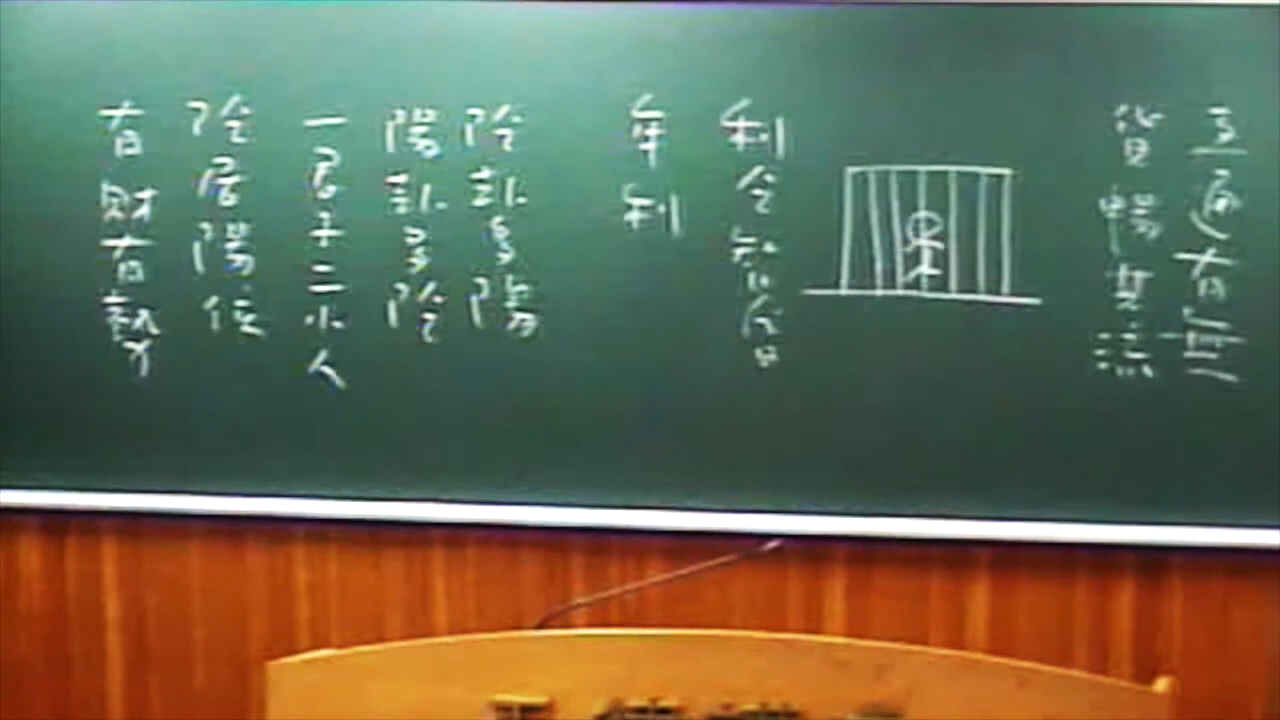 互通有無
貨暢其流
利令智昏
牟利
陰卦多陽
陽卦多陰
一君子二小人
陰居陽位
有財有勢